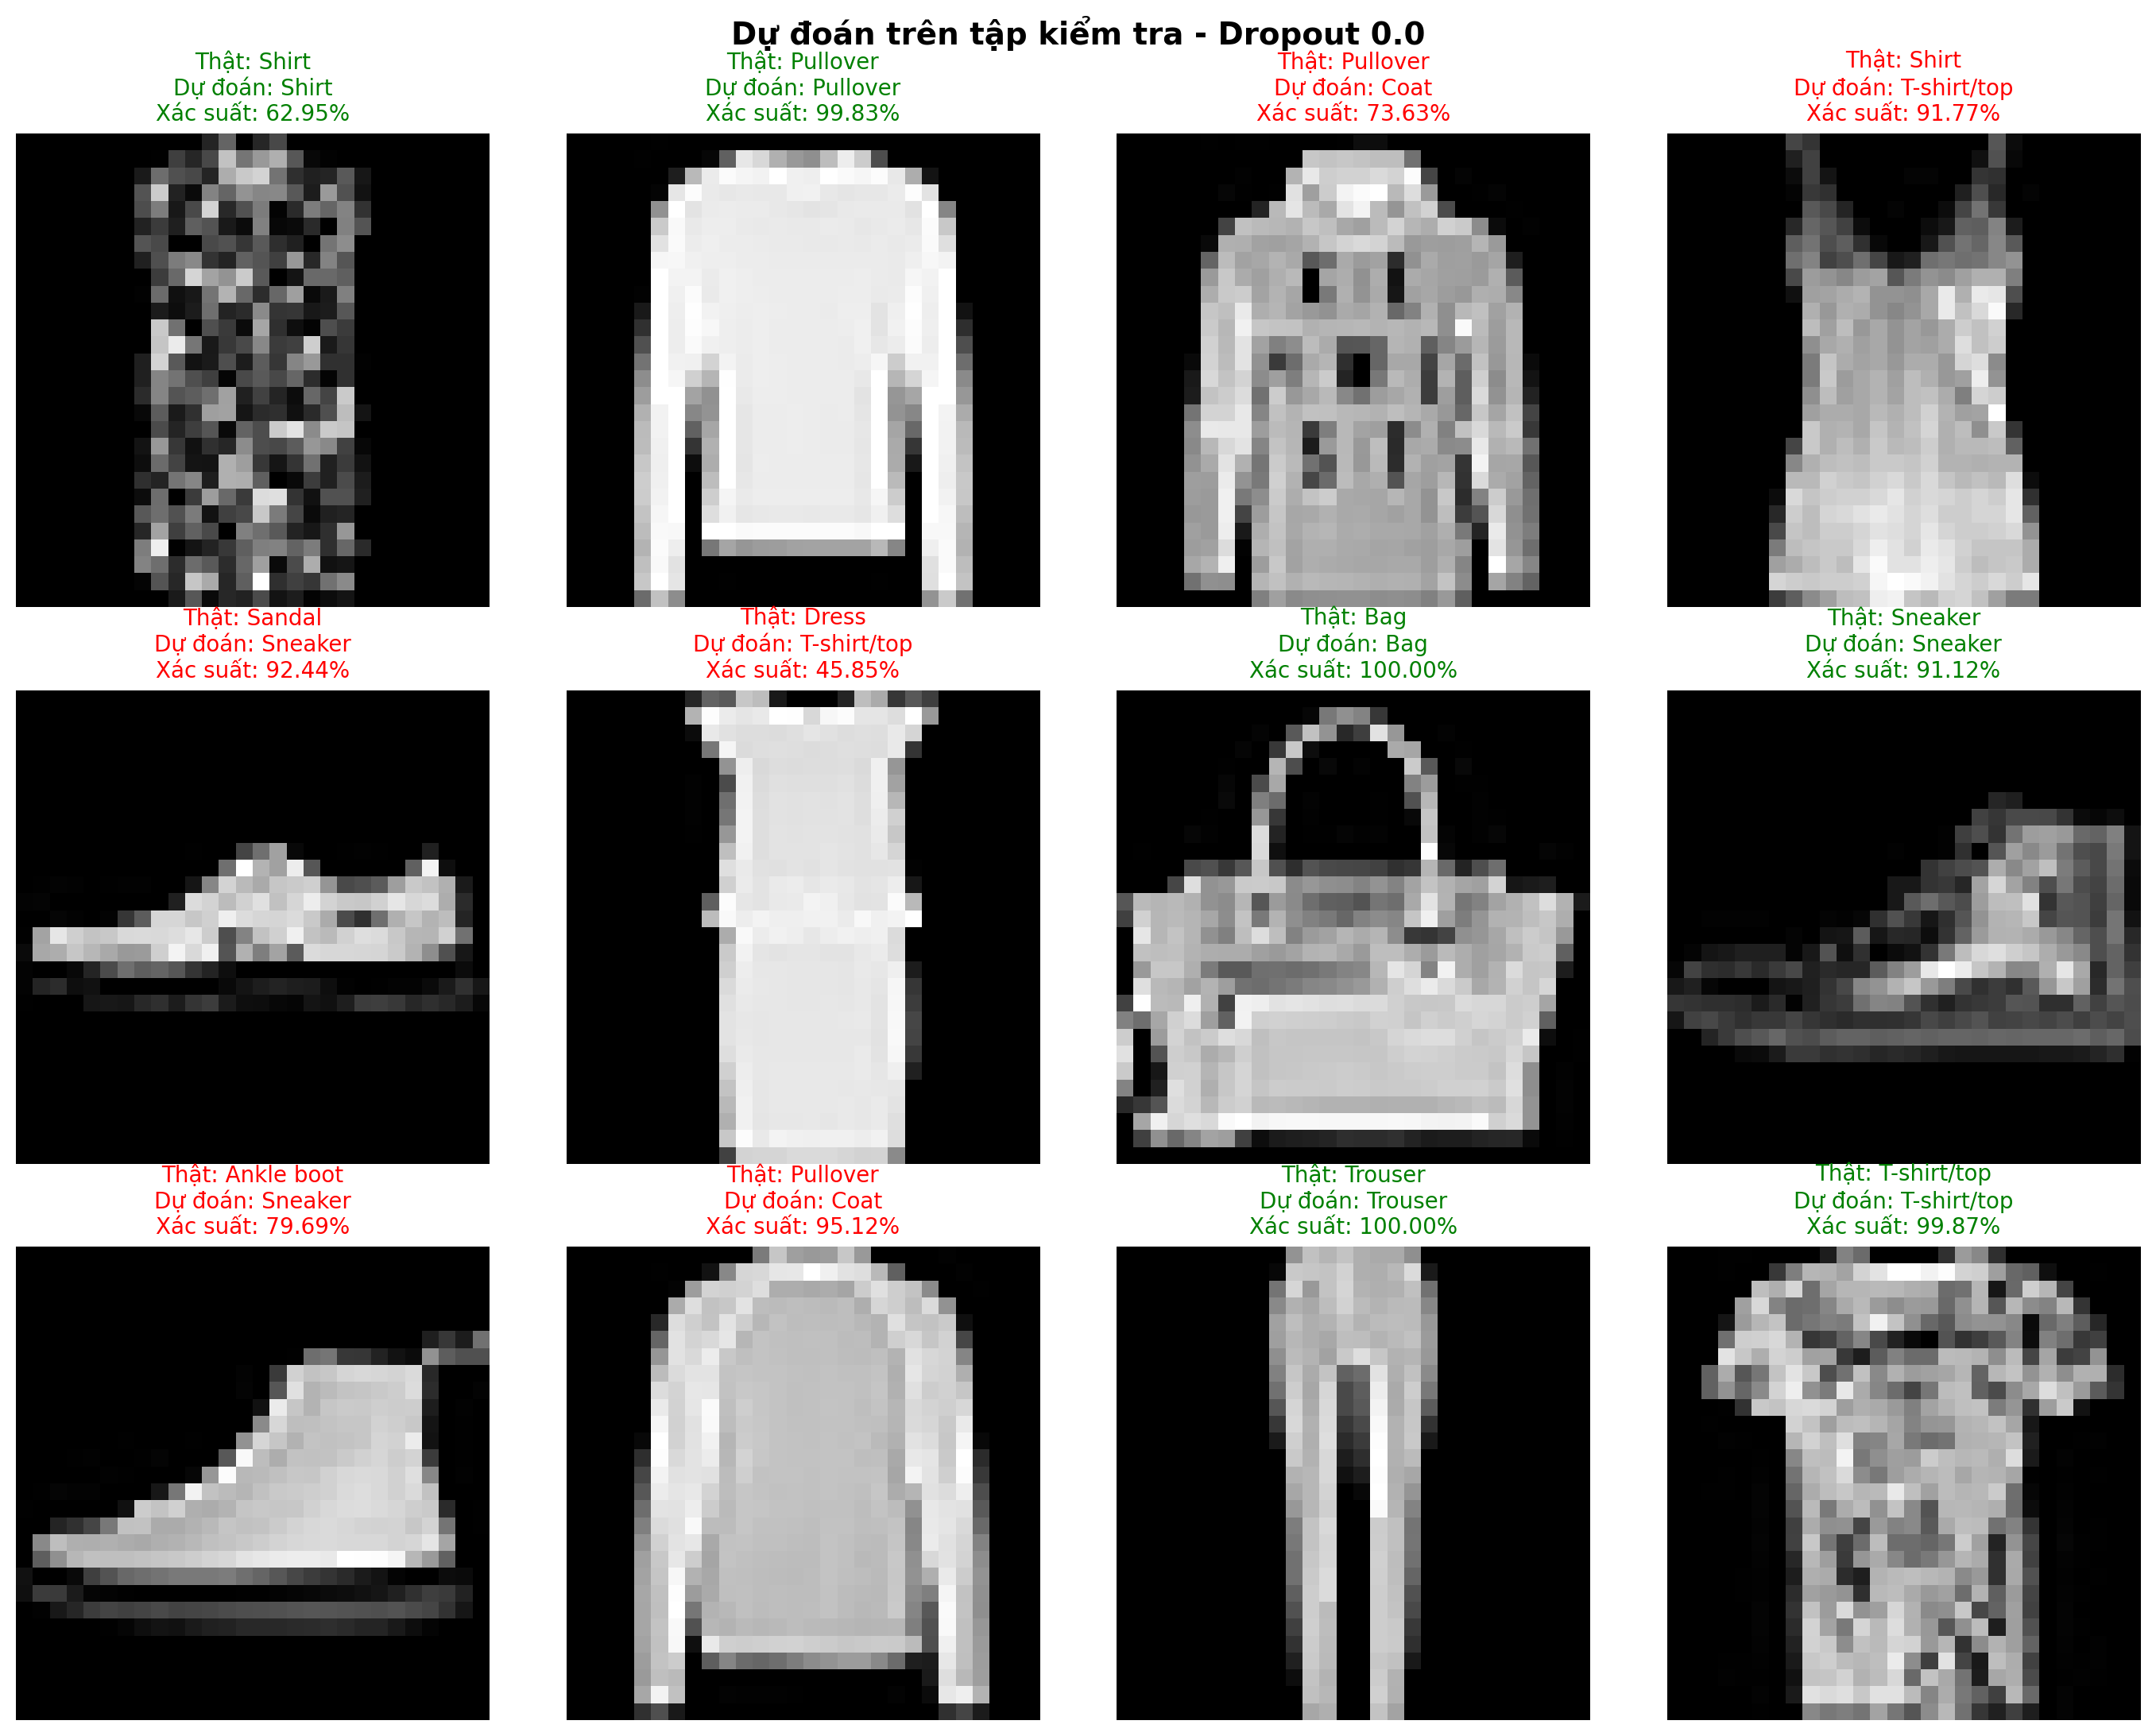 Dự đoán trên tập kiểm tra - Dropout 0.0
Thật: Shirt
Dự đoán: Shirt
Xác suất: 62.95%
Thật: Pullover
Dự đoán: Pullover
Xác suất: 99.83%
Thật: Pullover
Dự đoán: Coat
Xác suất: 73.63%
Thật: Shirt
Dự đoán: T-shirt/top
Xác suất: 91.77%
Thật: Sandal
Dự đoán: Sneaker
Xác suất: 92.44%
Thật: Dress
Dự đoán: T-shirt/top
Xác suất: 45.85%
Thật: Bag
Dự đoán: Bag
Xác suất: 100.00%
Thật: Sneaker
Dự đoán: Sneaker
Xác suất: 91.12%
Thật: Ankle boot
Dự đoán: Sneaker
Xác suất: 79.69%
Thật: Pullover
Dự đoán: Coat
Xác suất: 95.12%
Thật: Trouser
Dự đoán: Trouser
Xác suất: 100.00%
Thật: T-shirt/top
Dự đoán: T-shirt/top
Xác suất: 99.87%